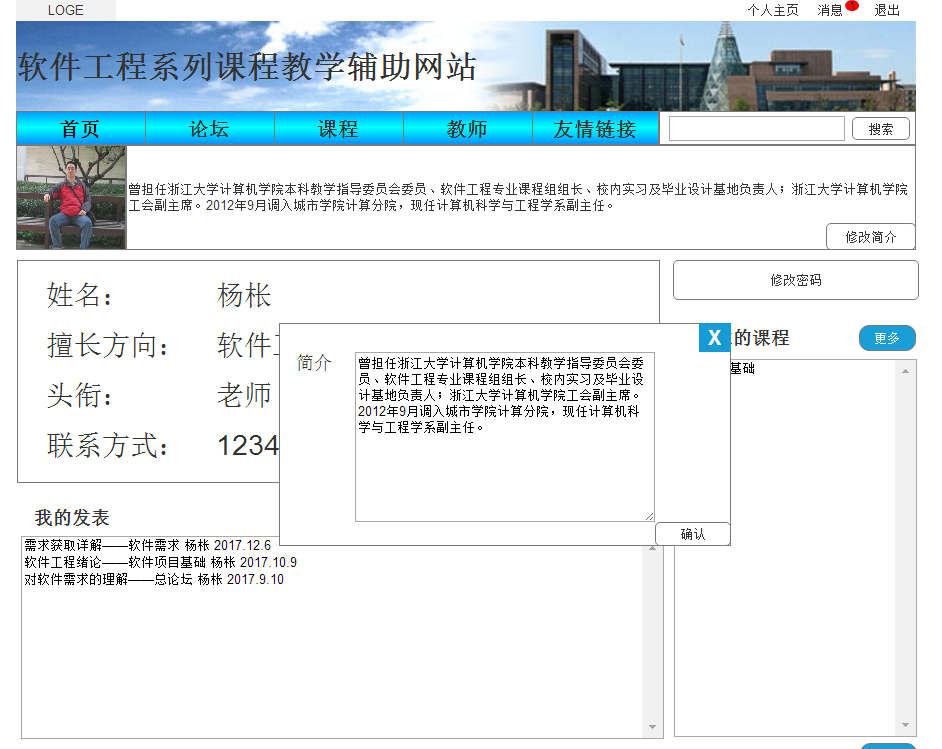 LOGE
个人主页 消息 退出
软件工程系列课程教学辅助网站
首页 论坛 课程 教师 友情链接 搜索
曾担任浙江大学计算机学院本科教学指导委员会委员、软件工程专业课程组组长、校内实习及毕业设计基地负责人；浙江大学计算机学院
工会副主席。2012年9月调入城市学院计算分院，现任计算机科学与工程学系副主任。
修改简介
姓名： 杨枨
修改密码
擅长方向： 软件
X
的课程 更多
简介
曾担任浙江大学计算机学院本科教学指导委员会委
员、软件工程专业课程组组长、校内实习及毕业设
计基地负责人；浙江大学计算机学院工会副主席。
2012年9月调入城市学院计算分院，现任计算机科
学与工程学系副主任。
基础
头衔： 老师
联系方式： 1234
确认
我的发表
需求获取详解——软件需求 杨枨 2017.12.6
软件工程绪论——软件项目基础 杨枨 2017.10.9
对软件需求的理解——总论坛 杨枨 2017.9.10